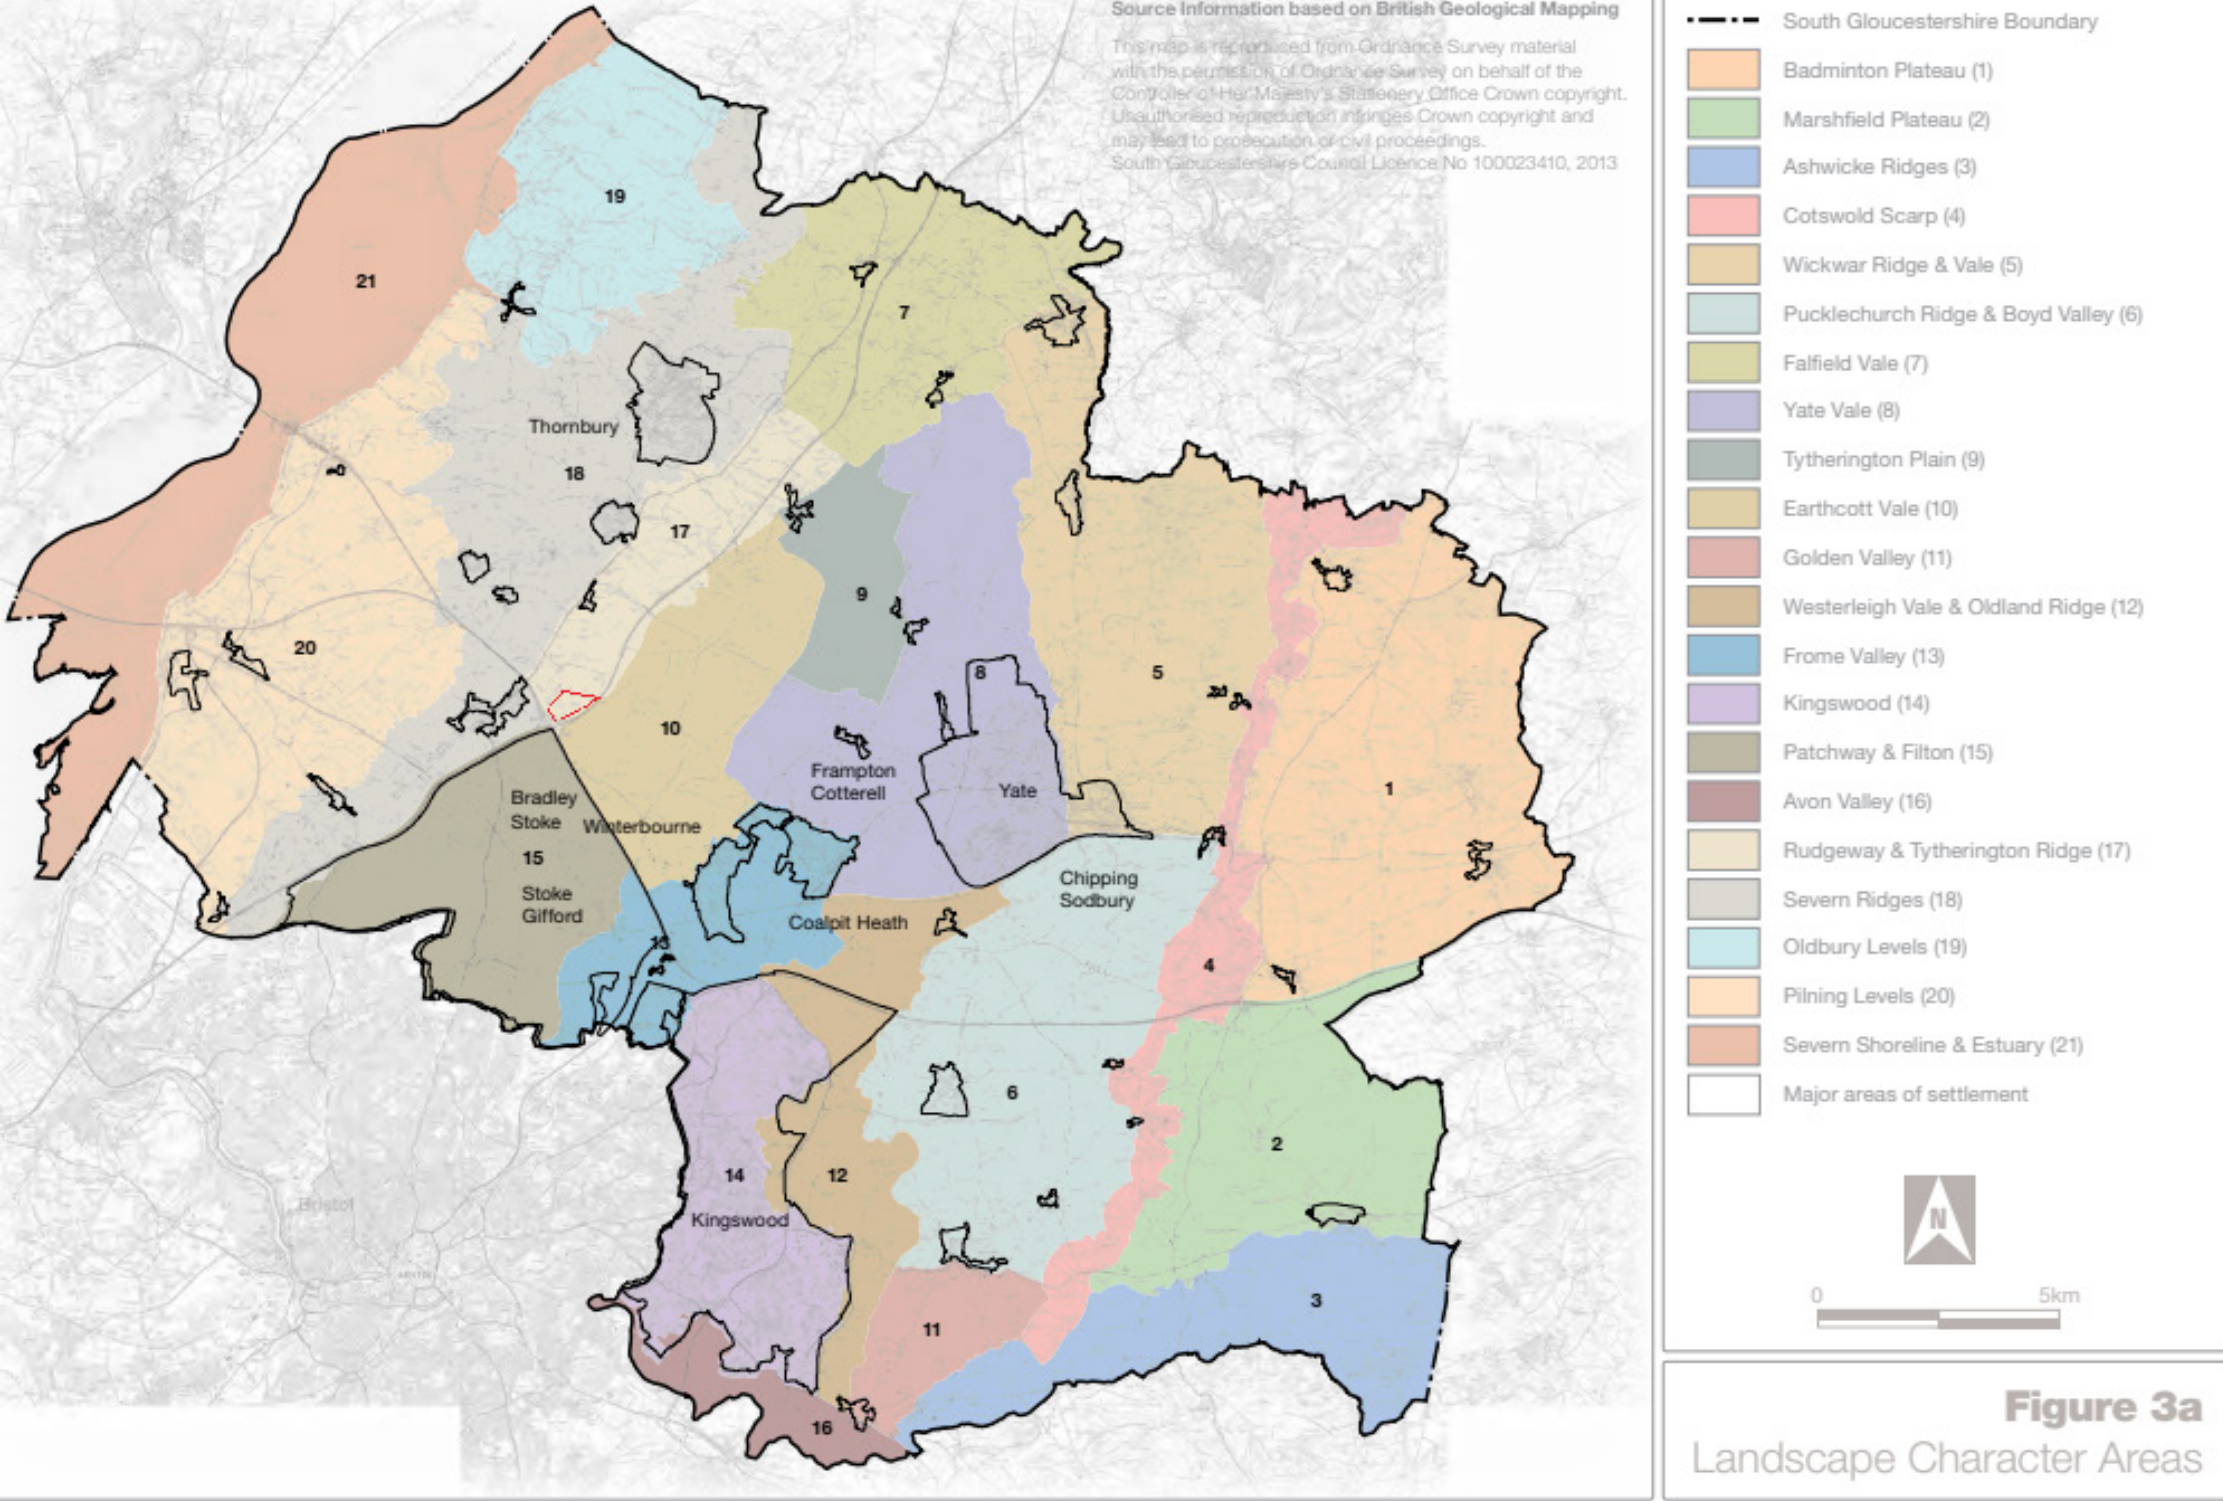 Source Information based on British Geological Mapping
This map is reproduced from Ordnance Survey material
with the permission of Ordnance Survey on behalf of the
Controller of Her Majesty's Stationery Office Crown copyright.
Unauthorised reproduction infringes Crown copyright and
may lead to prosecution or civil proceedings.
South Gloucestershire Council Licence No 100023410, 2013
19
21
7
Thornbury
18
17
9
20
8
5
10
Frampton
Cotterell
Yate
1
Bradley
Stoke
Winterbourne
15
Stoke
Gifford
Chipping
Sodbury
Coalpit Heath
13
4
6
2
14
12
Bristol
Kingswood
3
11
16
South Gloucestershire Boundary
Badminton Plateau (1)
Marshfield Plateau (2)
Ashwicke Ridges (3)
Cotswold Scarp (4)
Wickwar Ridge & Vale (5)
Pucklechurch Ridge & Boyd Valley (6)
Falfield Vale (7)
Yate Vale (8)
Tytherington Plain (9)
Earthcott Vale (10)
Golden Valley (11)
Westerleigh Vale & Oldland Ridge (12)
Frome Valley (13)
Kingswood (14)
Patchway & Filton (15)
Avon Valley (16)
Rudgeway & Tytherington Ridge (17)
Severn Ridges (18)
Oldbury Levels (19)
Pilning Levels (20)
Severn Shoreline & Estuary (21)
Major areas of settlement
N
0 5km
Figure 3a
Landscape Character Areas